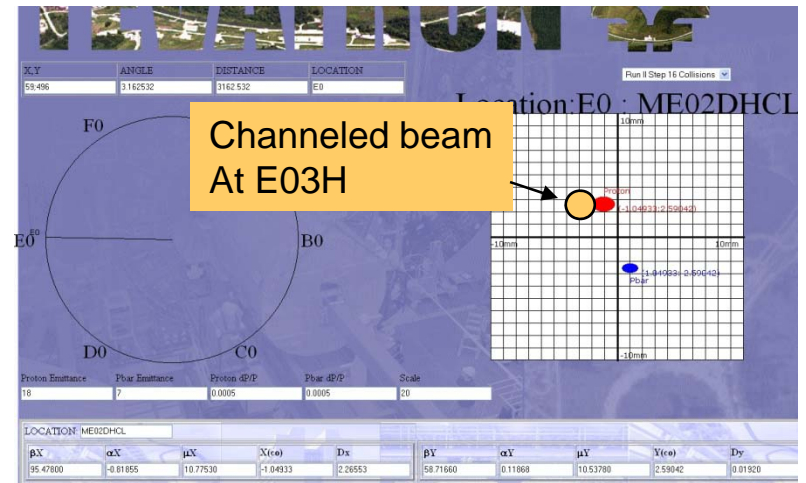 TEVATRON
X,Y ANGLE DISTANCE LOCATION
59;496 3.162532 3162.532 E0
Run II Step 16 Collisions
Location:E0 : ME02DHCL
Channeled beam
At E03H
F0
E0
E0
B0
D0
C0
10mm
Proton
(-1.04933: 2.59042)
-10mm
10mm
(1.04933: -2.59042)
Pbar
-10mm
Proton Emittance Pbar Emittance Proton dP/P Pbar dP/P Scale
18 7 0.0005 0.0005 20
LOCATION: ME02DHCL
βX αX µX X(co) Dx βY αY µY Y(co) Dy
95.47800 -0.81855 10.77530 -1.04933 2.26553 58.71660 0.11868 10.53780 2.59042 0.01920